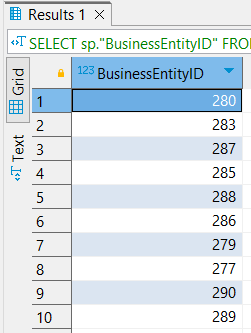 Results 1
SELECT sp."BusinessEntityID" FRO
Grid
Text
123 BusinessEntityID
1 280
2 283
3 287
4 285
5 288
6 286
7 279
8 277
9 290
10 289